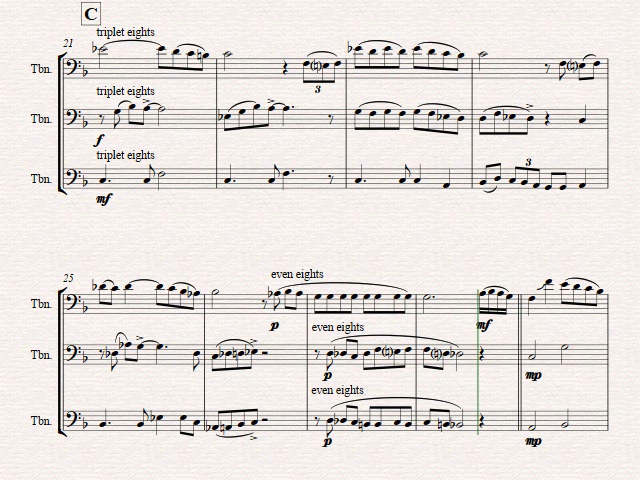 C
21
triplet eights
Tbn.
3
triplet eights
Tbn.
f
triplet eights
3
Tbn.
mf
25
even eights
Tbn.
p
mf
even eights
Tbn.
p
mp
even eights
Tbn.
p
mp